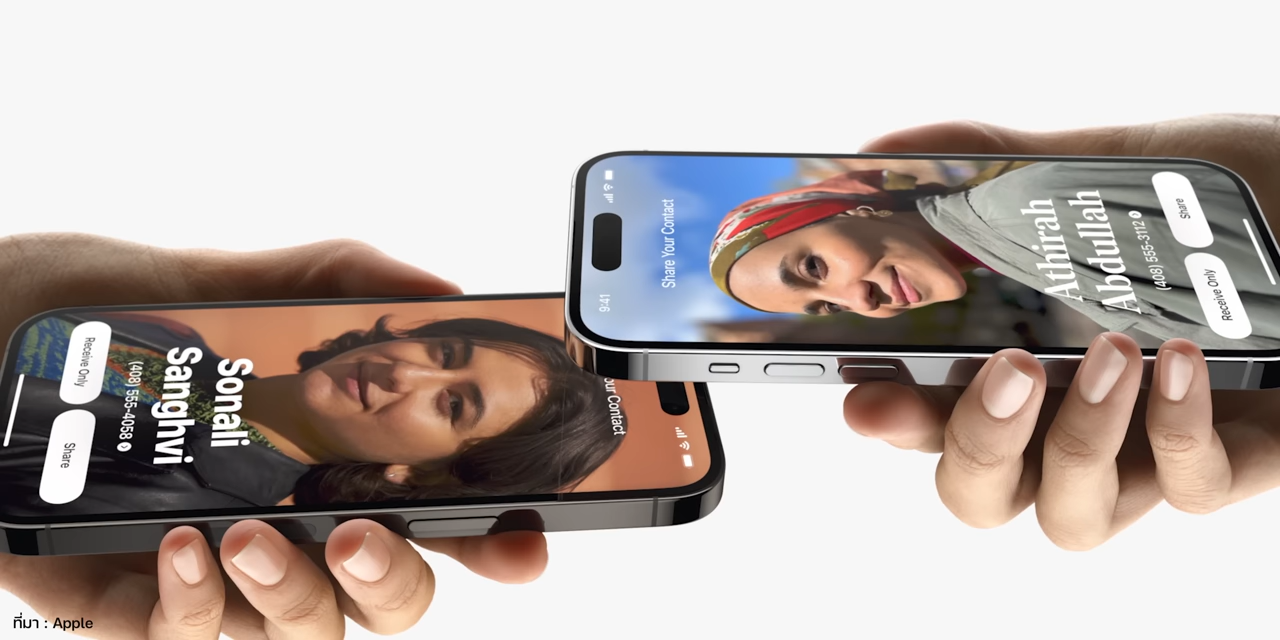 9:41
Share Your Contact
Athirah
Abdullah
(408) 555-3112
Receive Only
Share
our Contact
Sonali
Sanghvi
(408) 555-4058
Receive Only
Share
ที่มา : Apple